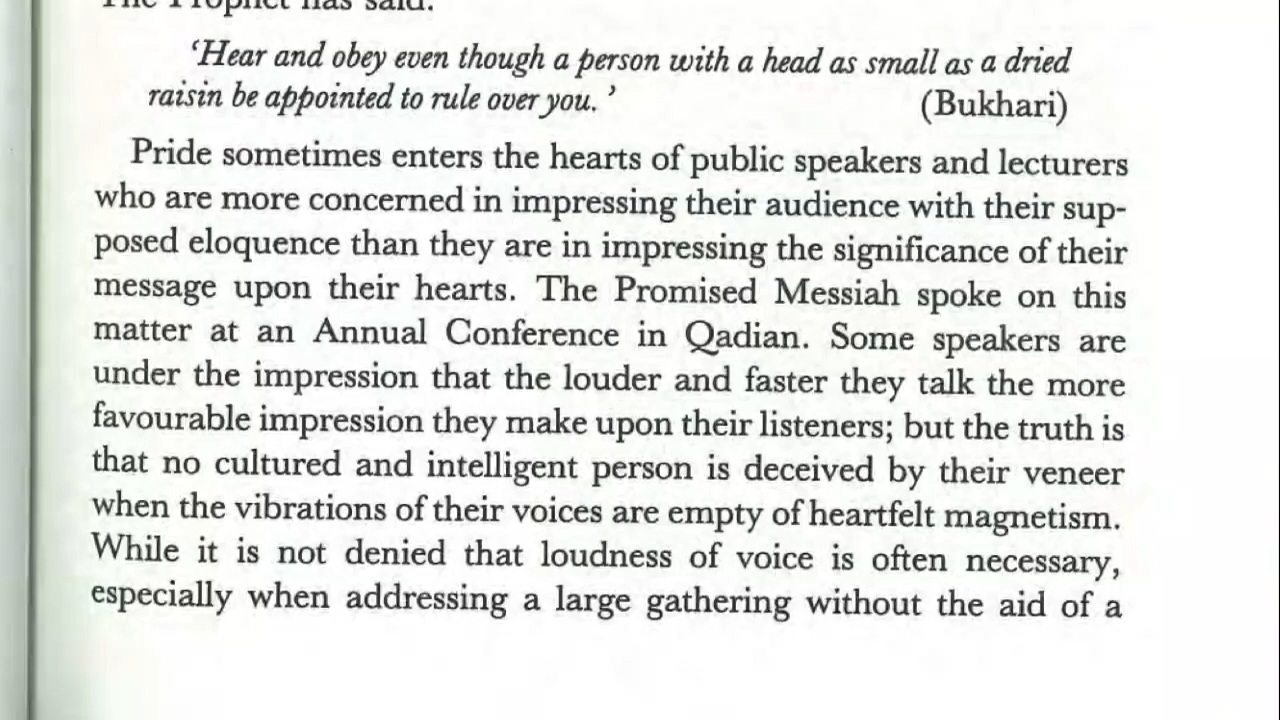 The Prophet has said:
‘Hear and obey even though a person with a head as small as a dried
raisin be appointed to rule over you.’ (Bukhari)
Pride sometimes enters the hearts of public speakers and lecturers
who are more concerned in impressing their audience with their sup-
posed eloquence than they are in impressing the significance of their
message upon their hearts. The Promised Messiah spoke on this
matter at an Annual Conference in Qadian. Some speakers are
under the impression that the louder and faster they talk the more
favourable impression they make upon their listeners; but the truth is
that no cultured and intelligent person is deceived by their veneer
when the vibrations of their voices are empty of heartfelt magnetism.
While it is not denied that loudness of voice is often necessary,
especially when addressing a large gathering without the aid of a